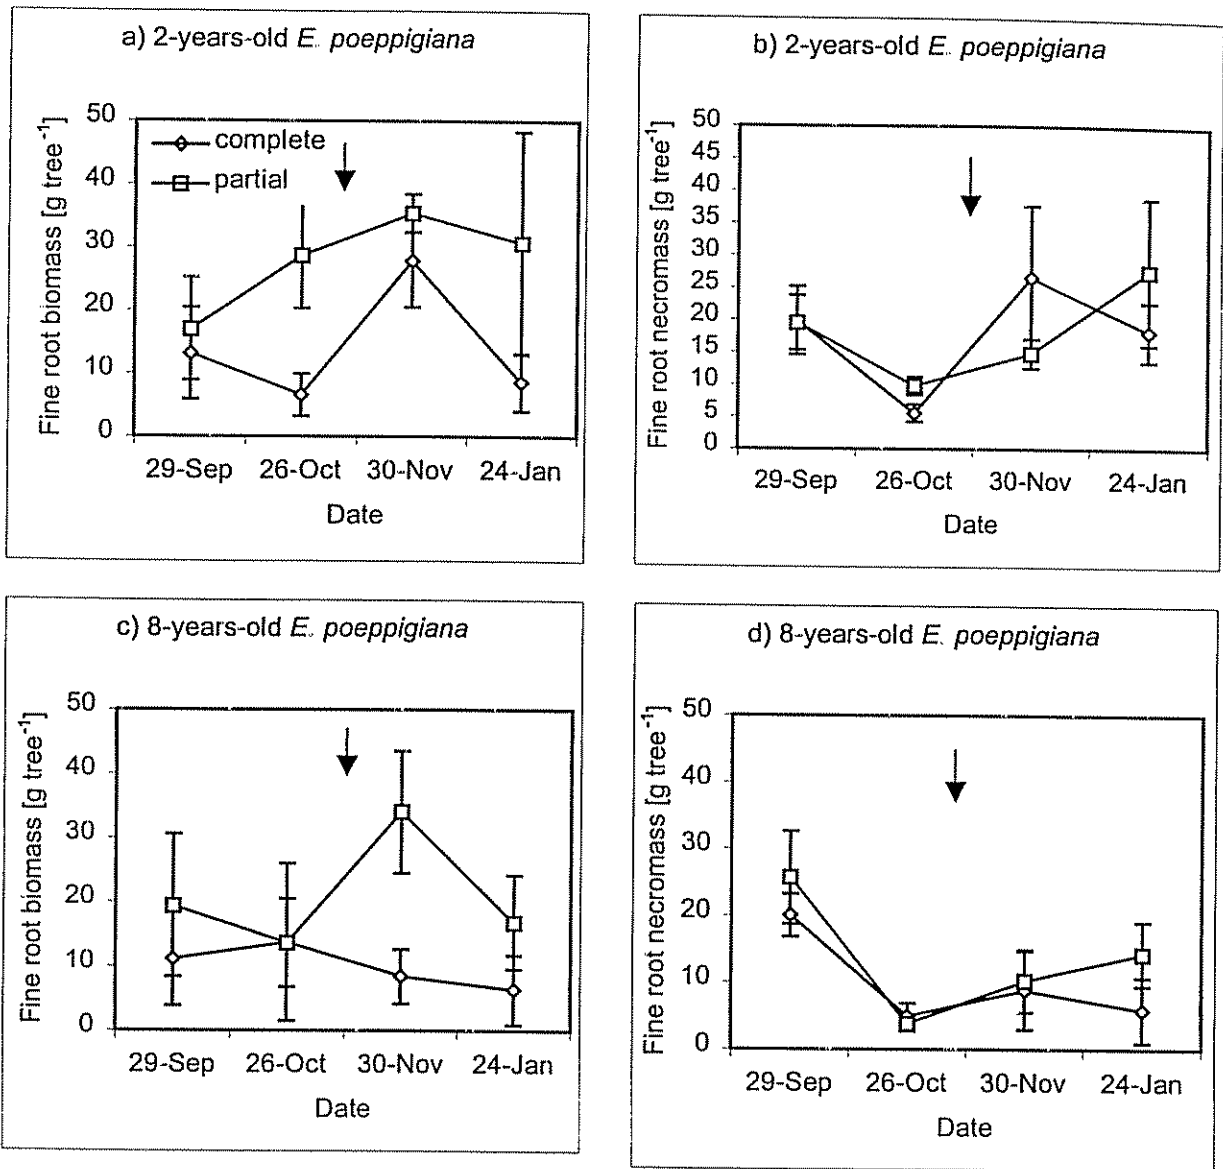 a) 2-years-old E. poeppigiana
Fine root biomass [g tree⁻¹]
50
40
30
20
10
0
complete
partial
29-Sep 26-Oct 30-Nov 24-Jan
Date
b) 2-years-old E. poeppigiana
Fine root necromass [g tree⁻¹]
50
45
40
35
30
25
20
15
10
5
0
29-Sep 26-Oct 30-Nov 24-Jan
Date
c) 8-years-old E. poeppigiana
Fine root biomass [g tree⁻¹]
50
40
30
20
10
0
29-Sep 26-Oct 30-Nov 24-Jan
Date
d) 8-years-old E. poeppigiana
Fine root necromass [g tree⁻¹]
50
40
30
20
10
0
29-Sep 26-Oct 30-Nov 24-Jan
Date